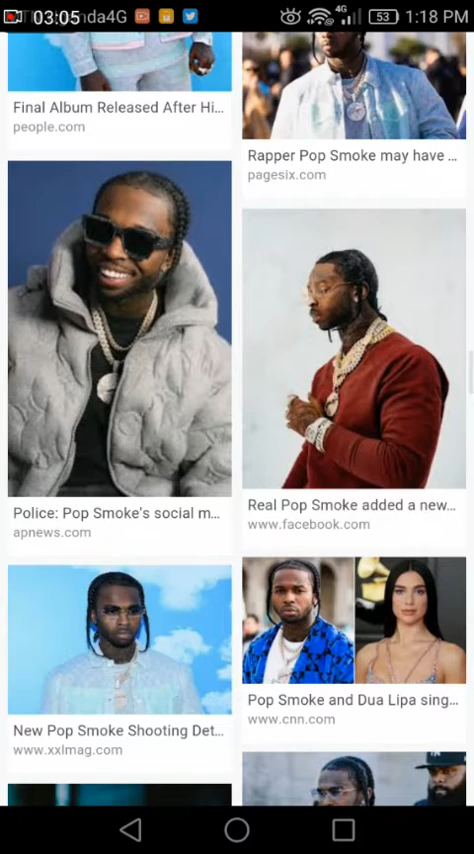 03:05
4G
53
1:18 PM
Final Album Released After Hi...
people.com
Rapper Pop Smoke may have ...
pagesix.com
Police: Pop Smoke's social m...
apnews.com
Real Pop Smoke added a new...
www.facebook.com
New Pop Smoke Shooting Det...
www.xxlmag.com
Pop Smoke and Dua Lipa sing...
www.cnn.com